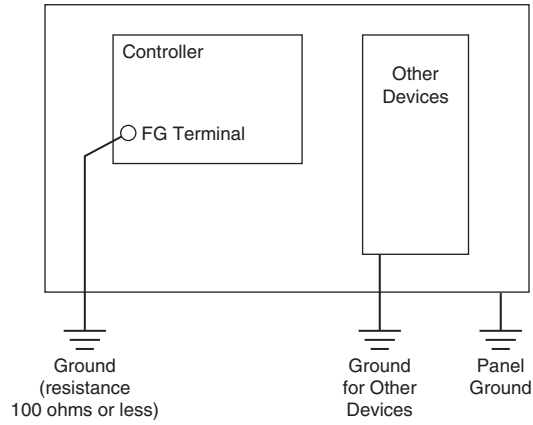 Controller
Other
Devices
FG Terminal
Ground
(resistance
100 ohms or less)
Ground
for Other
Devices
Panel
Ground